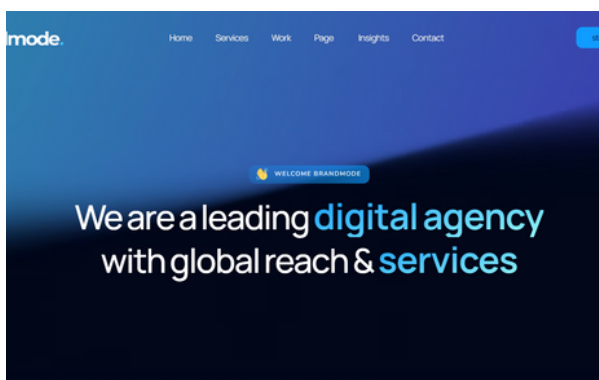 mode.
Home Services Work Page Insights Contact
👋 WELCOME BRANDMODE
We are a leading digital agency
with global reach & services